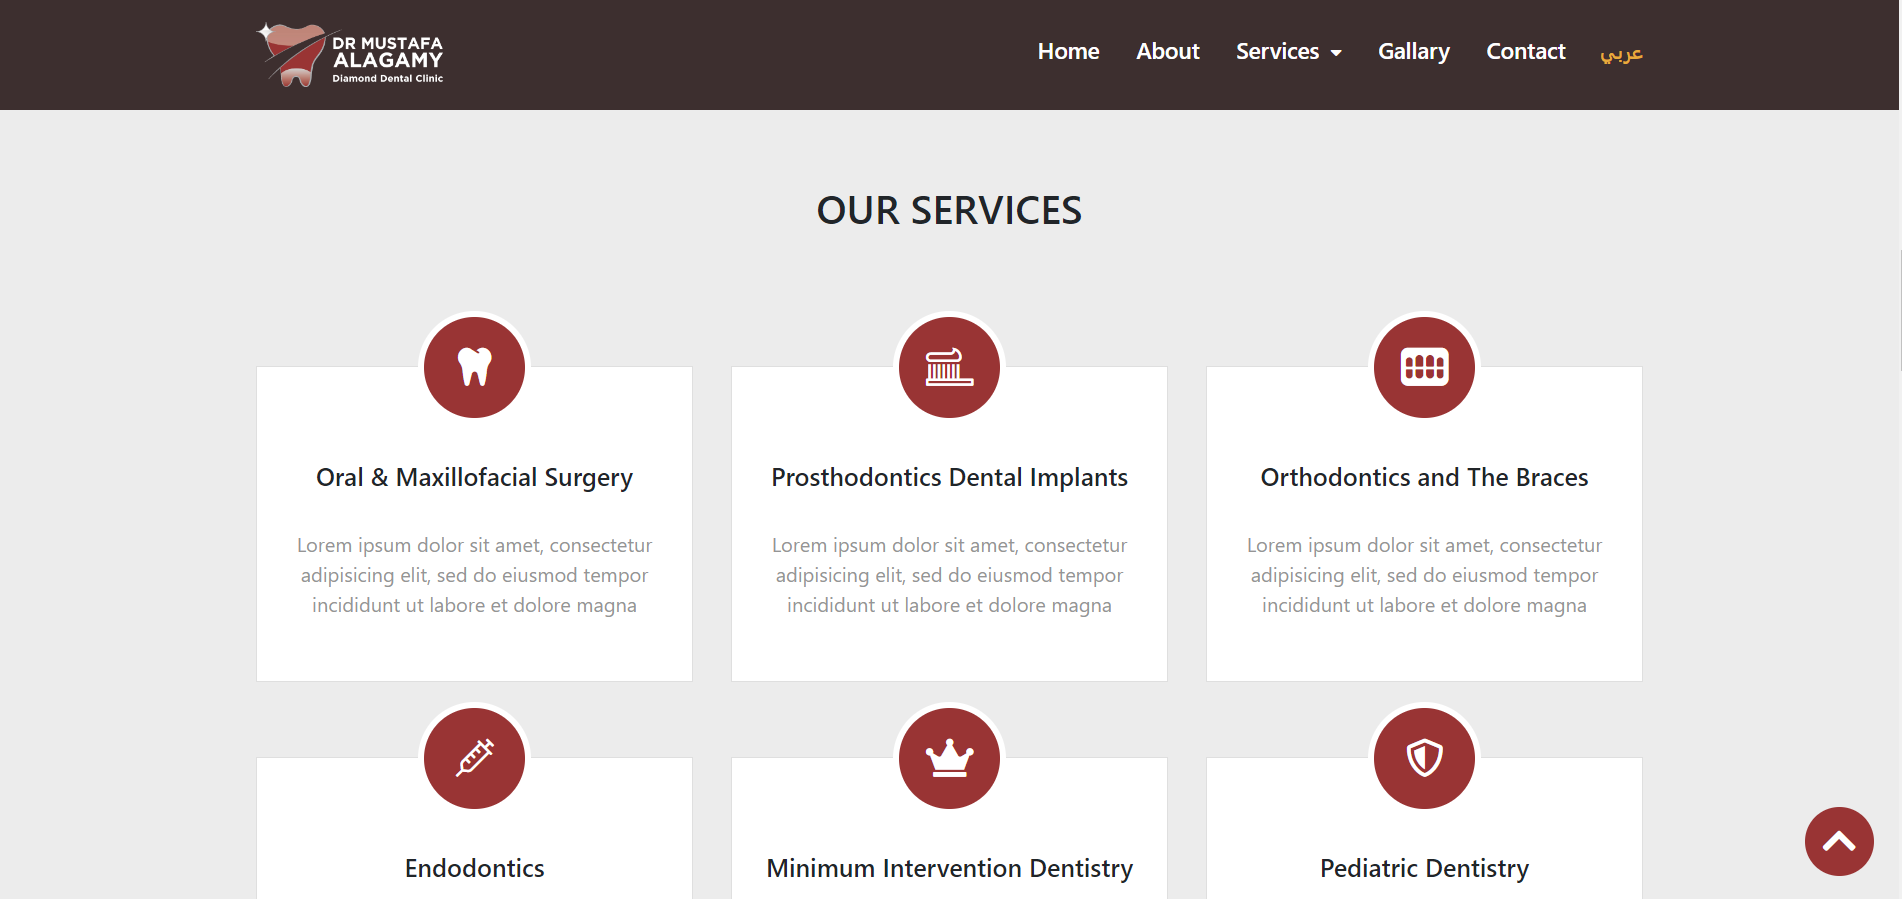 DR MUSTAFA
ALAGAMY
Diamond Dental Clinic
Home About Services Gallary Contact عربي
OUR SERVICES
Oral & Maxillofacial Surgery
Lorem ipsum dolor sit amet, consectetur
adipisicing elit, sed do eiusmod tempor
incididunt ut labore et dolore magna
Prosthodontics Dental Implants
Lorem ipsum dolor sit amet, consectetur
adipisicing elit, sed do eiusmod tempor
incididunt ut labore et dolore magna
Orthodontics and The Braces
Lorem ipsum dolor sit amet, consectetur
adipisicing elit, sed do eiusmod tempor
incididunt ut labore et dolore magna
Endodontics
Minimum Intervention Dentistry
Pediatric Dentistry